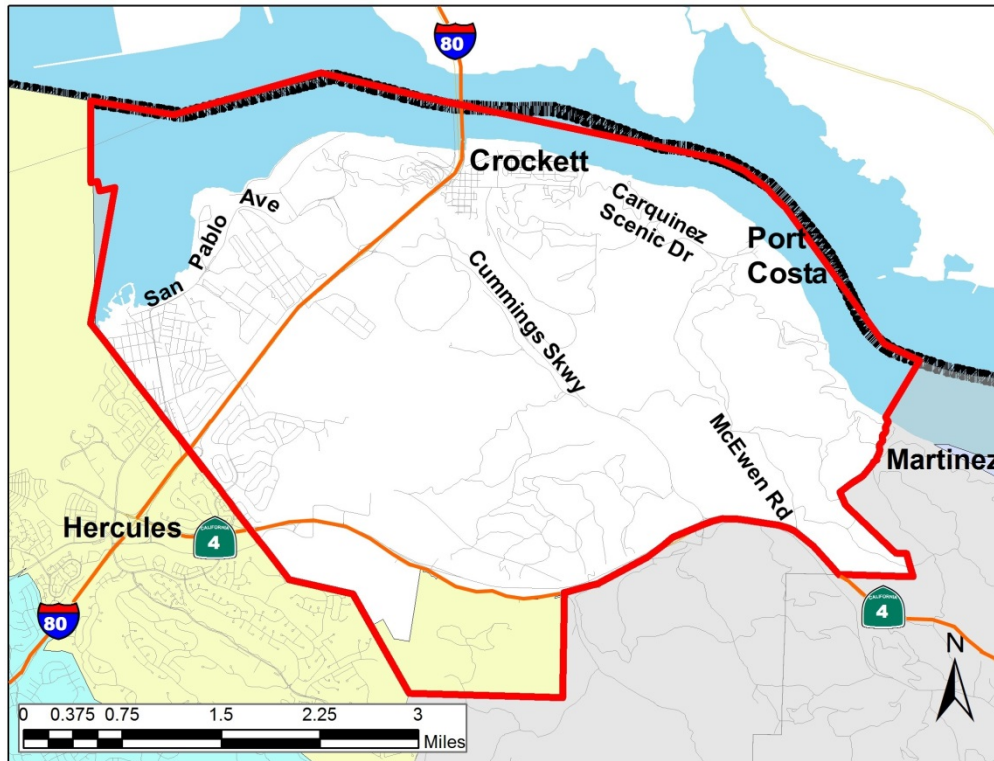 80
Crockett
San Pablo Ave
Carquinez
Scenic Dr
Port
Costa
Cummings Skwy
McEwen Rd
Martinez
Hercules
CALIFORNIA
4
80
CALIFORNIA
4
N
0 0.375 0.75 1.5 2.25 3
Miles